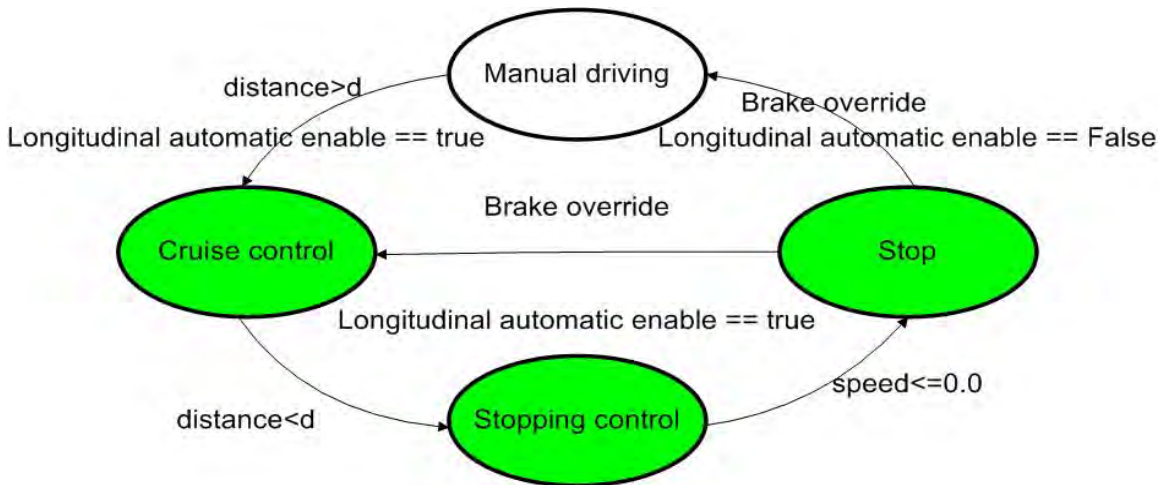 Manual driving
distance>d
Longitudinal automatic enable == true
Brake override
Longitudinal automatic enable == False
Brake override
Cruise control
Stop
Longitudinal automatic enable == true
speed<=0.0
distance<d
Stopping control